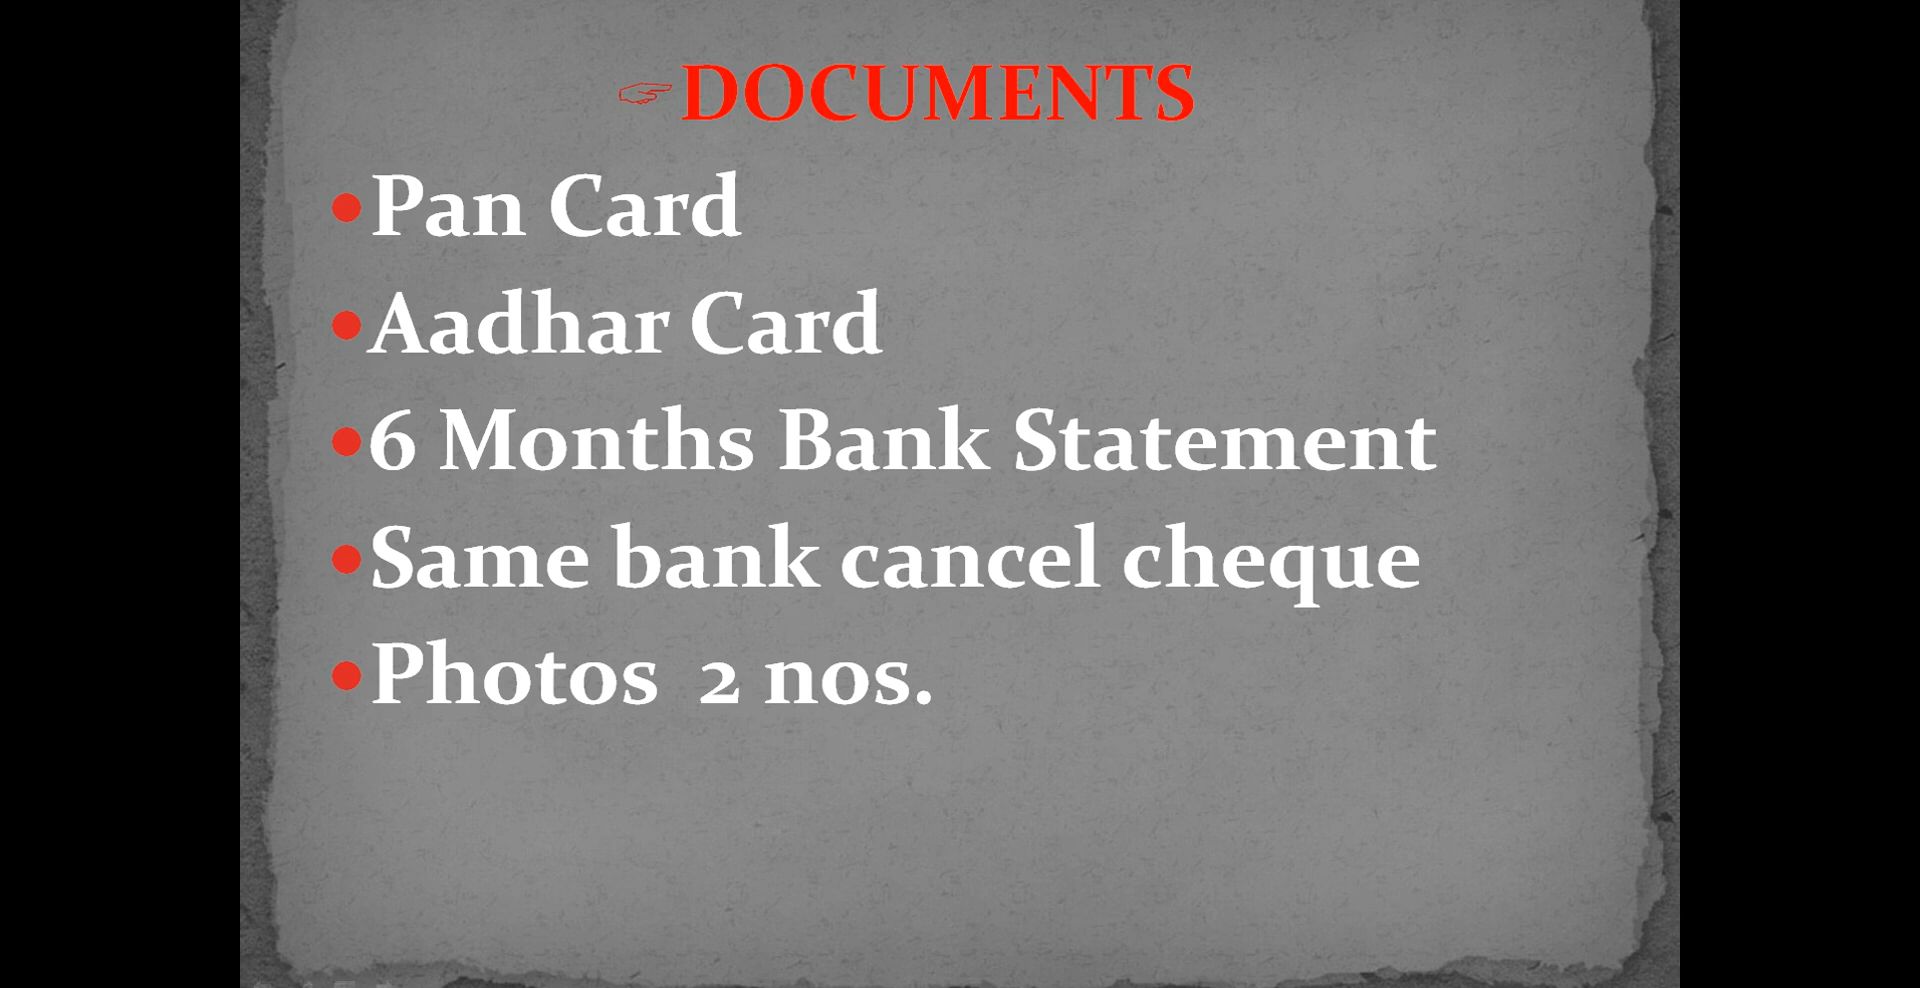 ☞DOCUMENTS
•Pan Card
•Aadhar Card
•6 Months Bank Statement
•Same bank cancel cheque
•Photos  2 nos.